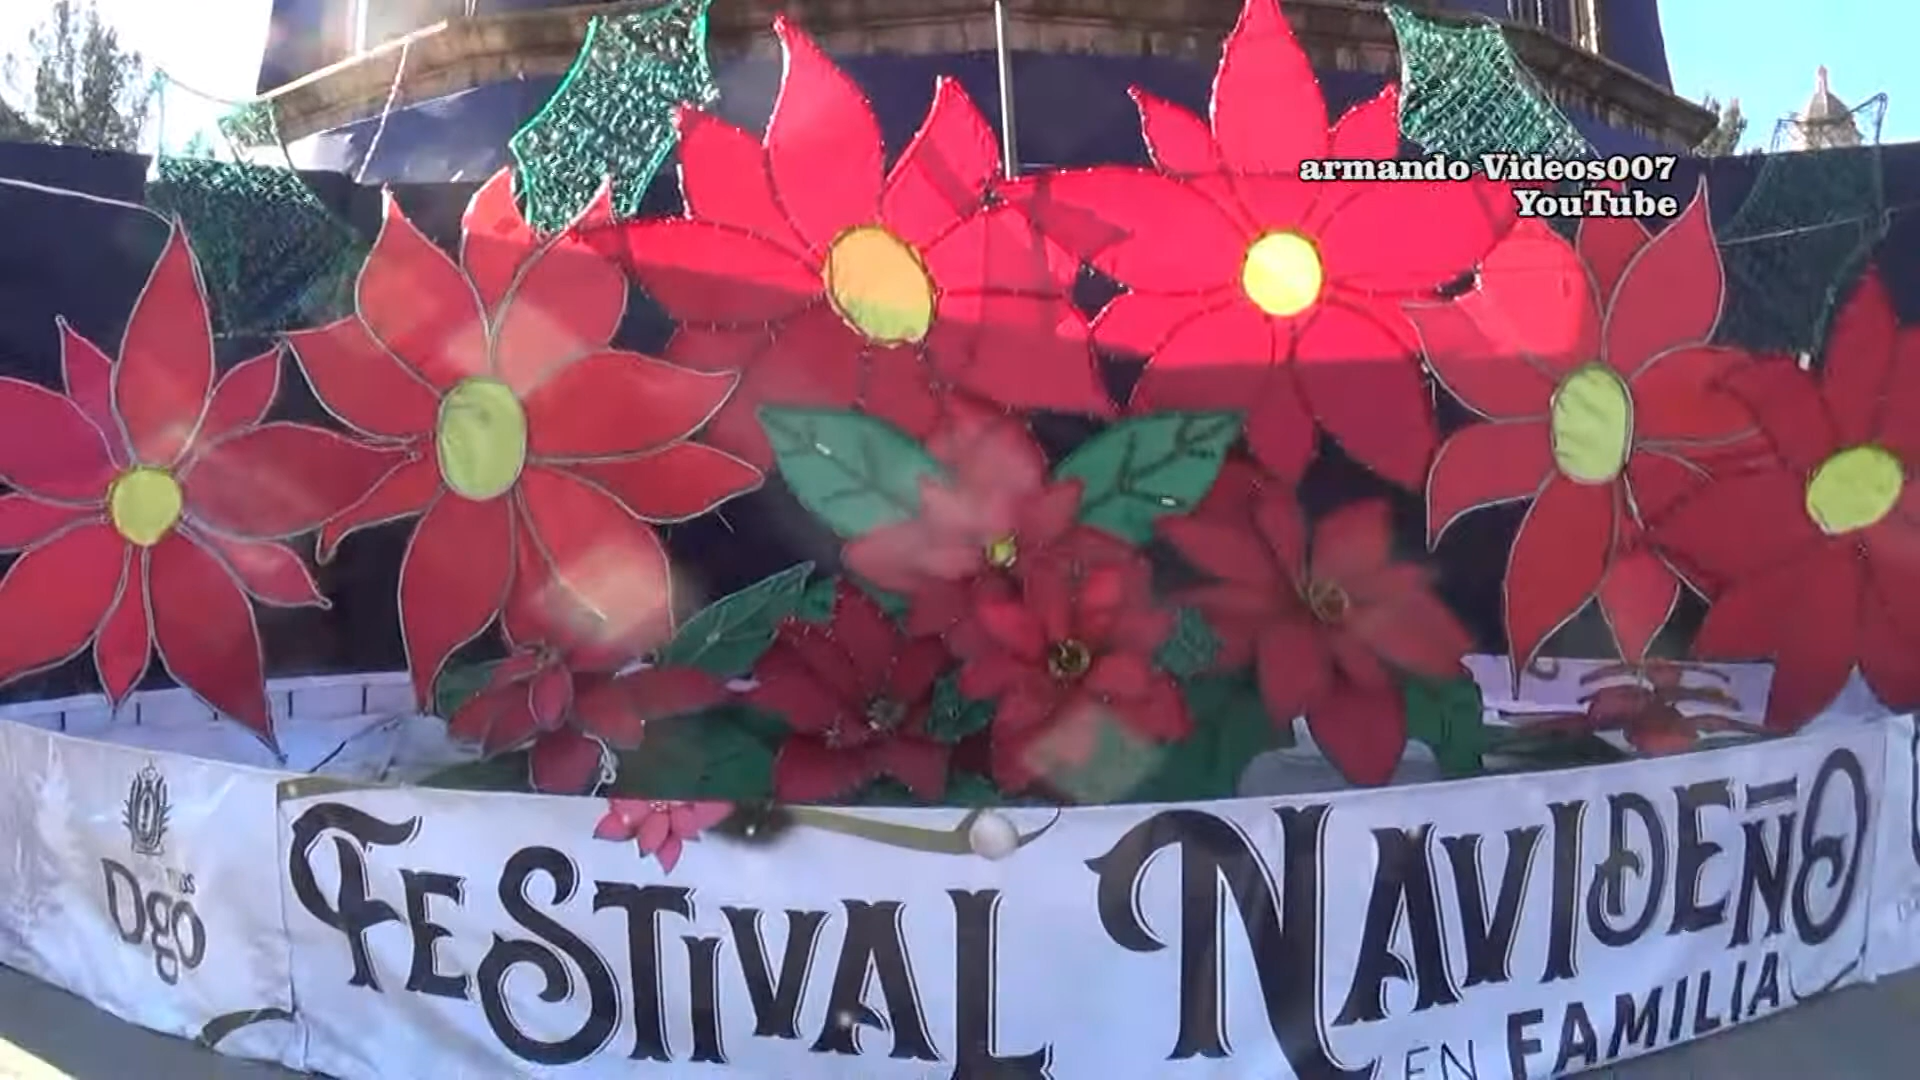 armando Videos007
YouTube
Dgo
FESTIVAL NAVIDEÑO
EN FAMILIA